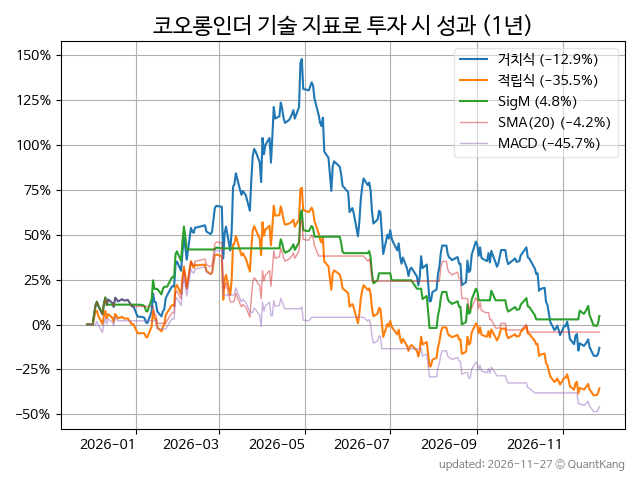 코오롱인더 기술 지표로 투자 시 성과 (1년)
150%
125%
100%
75%
50%
25%
0%
−25%
−50%
거치식 (−12.9%)
적립식 (−35.5%)
SigM (4.8%)
SMA(20) (−4.2%)
MACD (−45.7%)
2026-01
2026-03
2026-05
2026-07
2026-09
2026-11
updated: 2026-11-27 © QuantKang